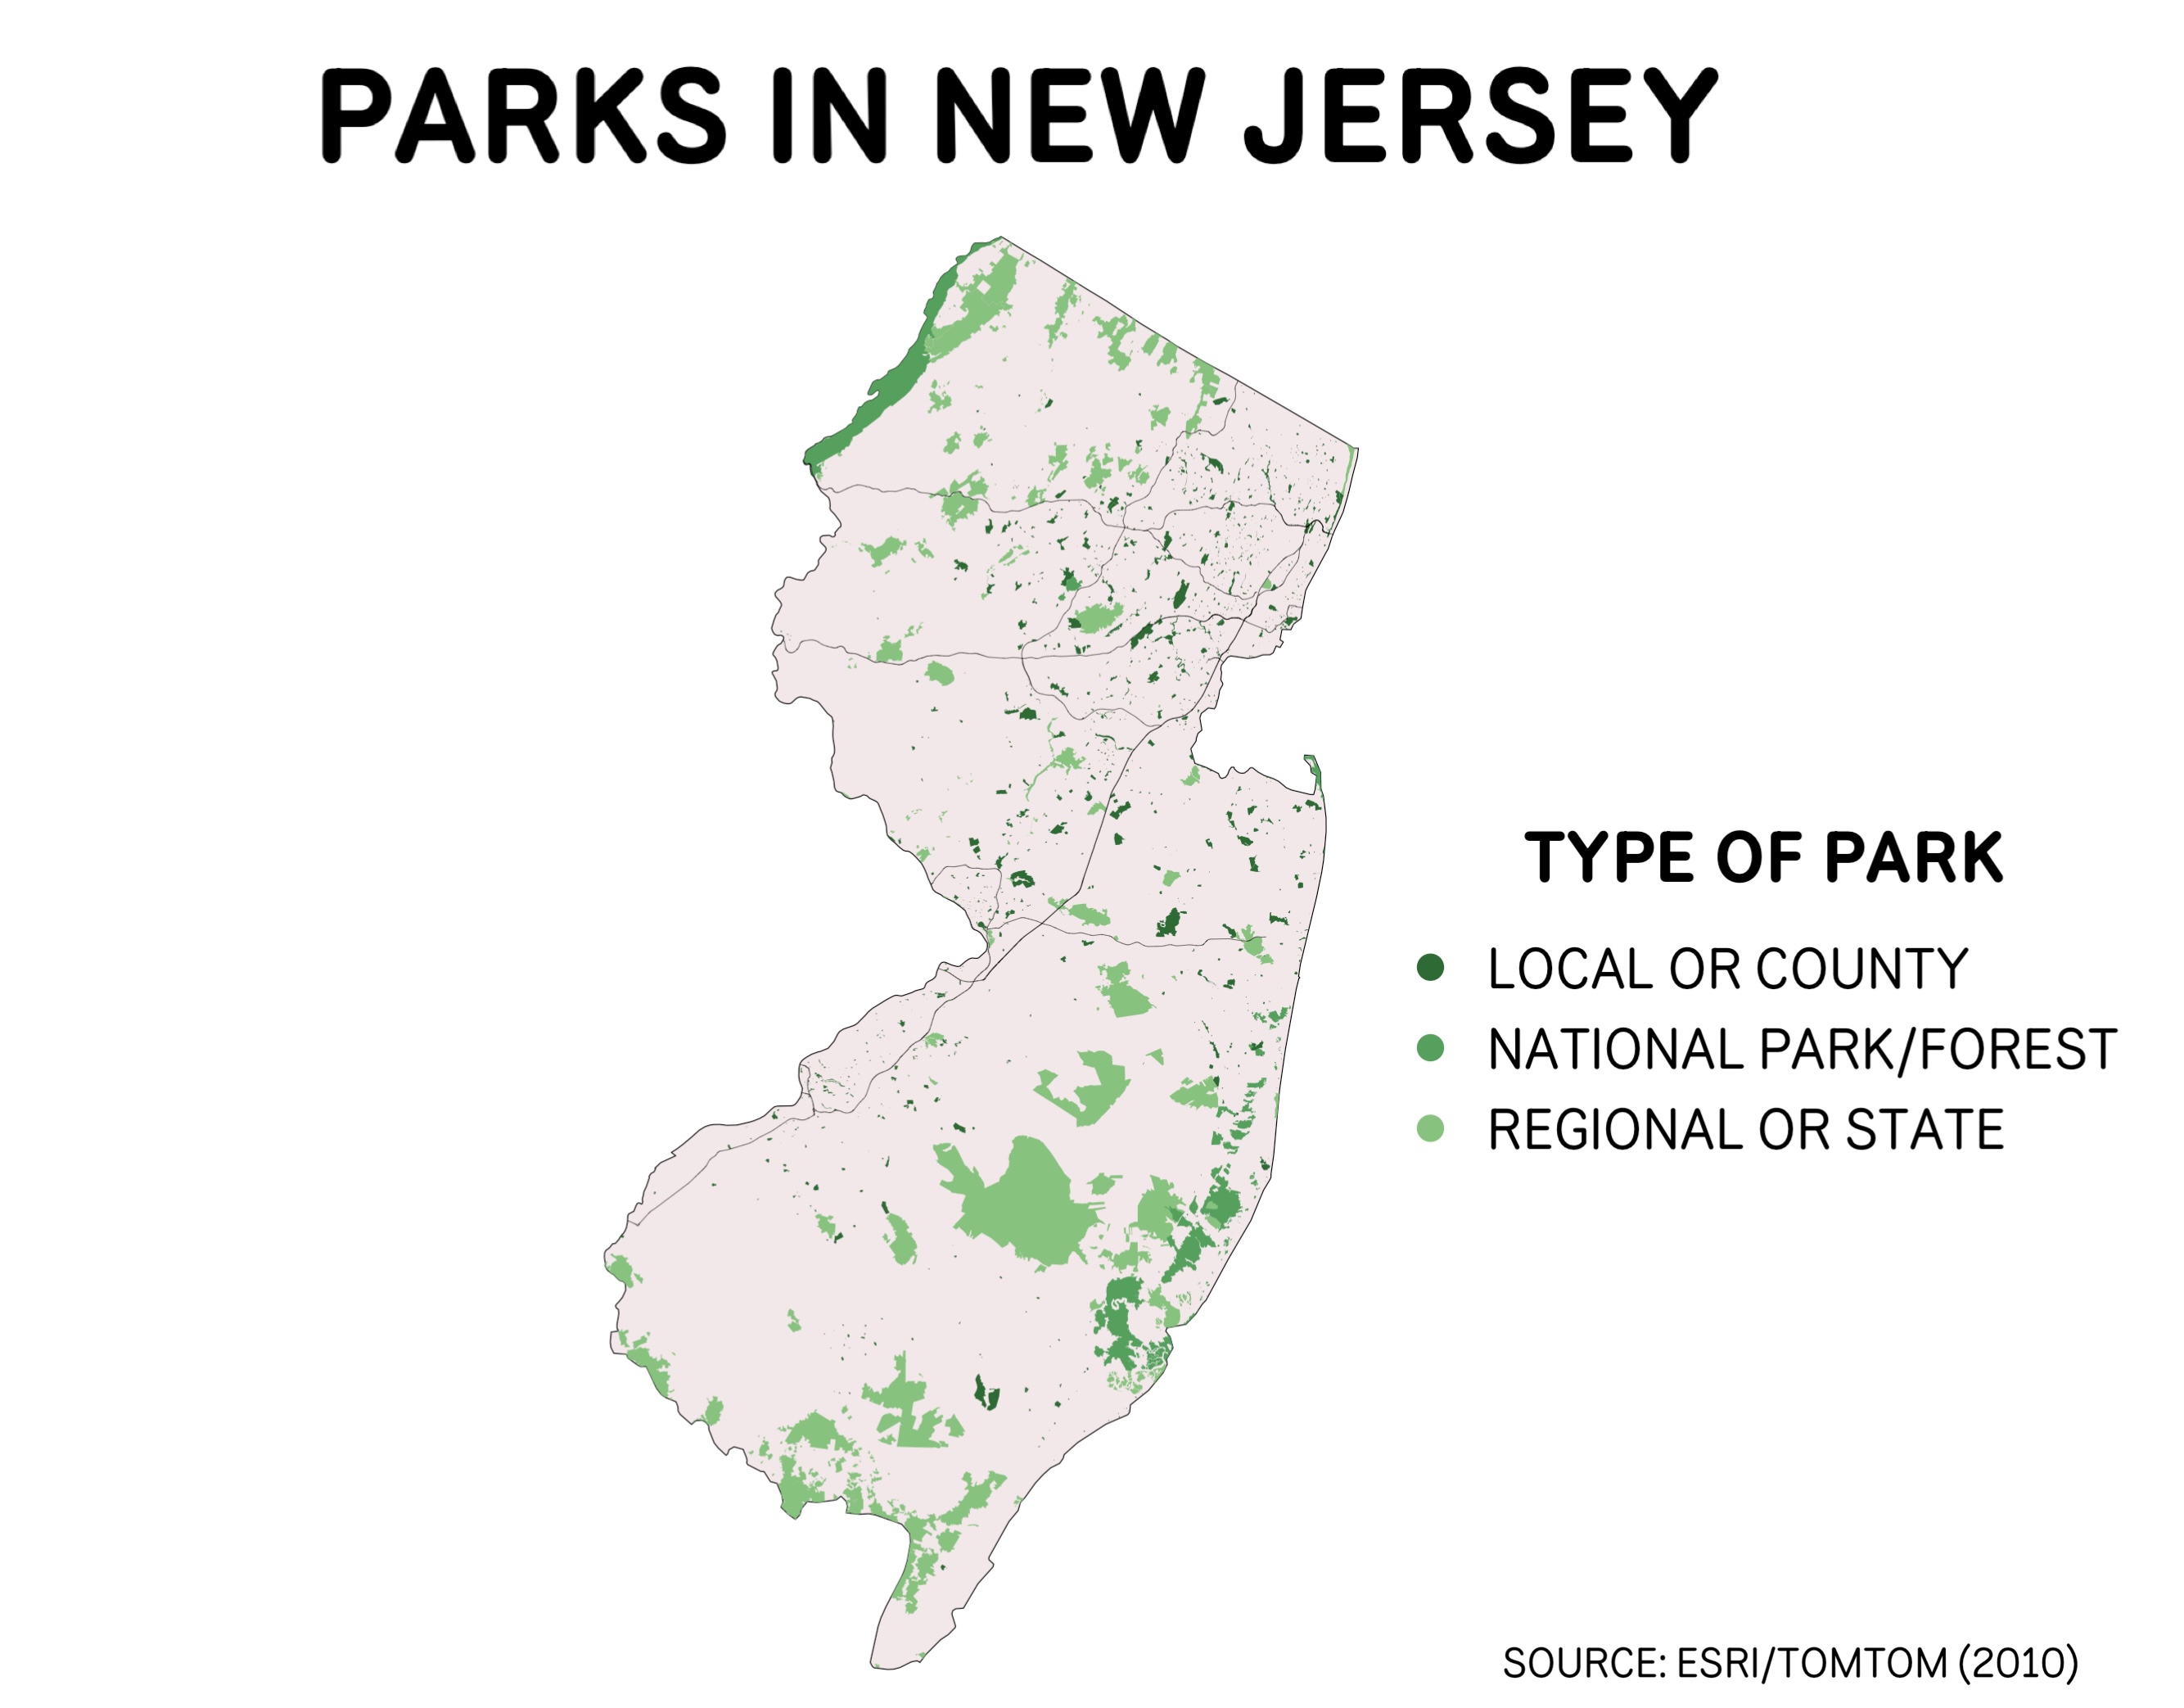 PARKS IN NEW JERSEY
TYPE OF PARK
LOCAL OR COUNTY
NATIONAL PARK/FOREST
REGIONAL OR STATE
SOURCE: ESRI/TOMTOM (2010)